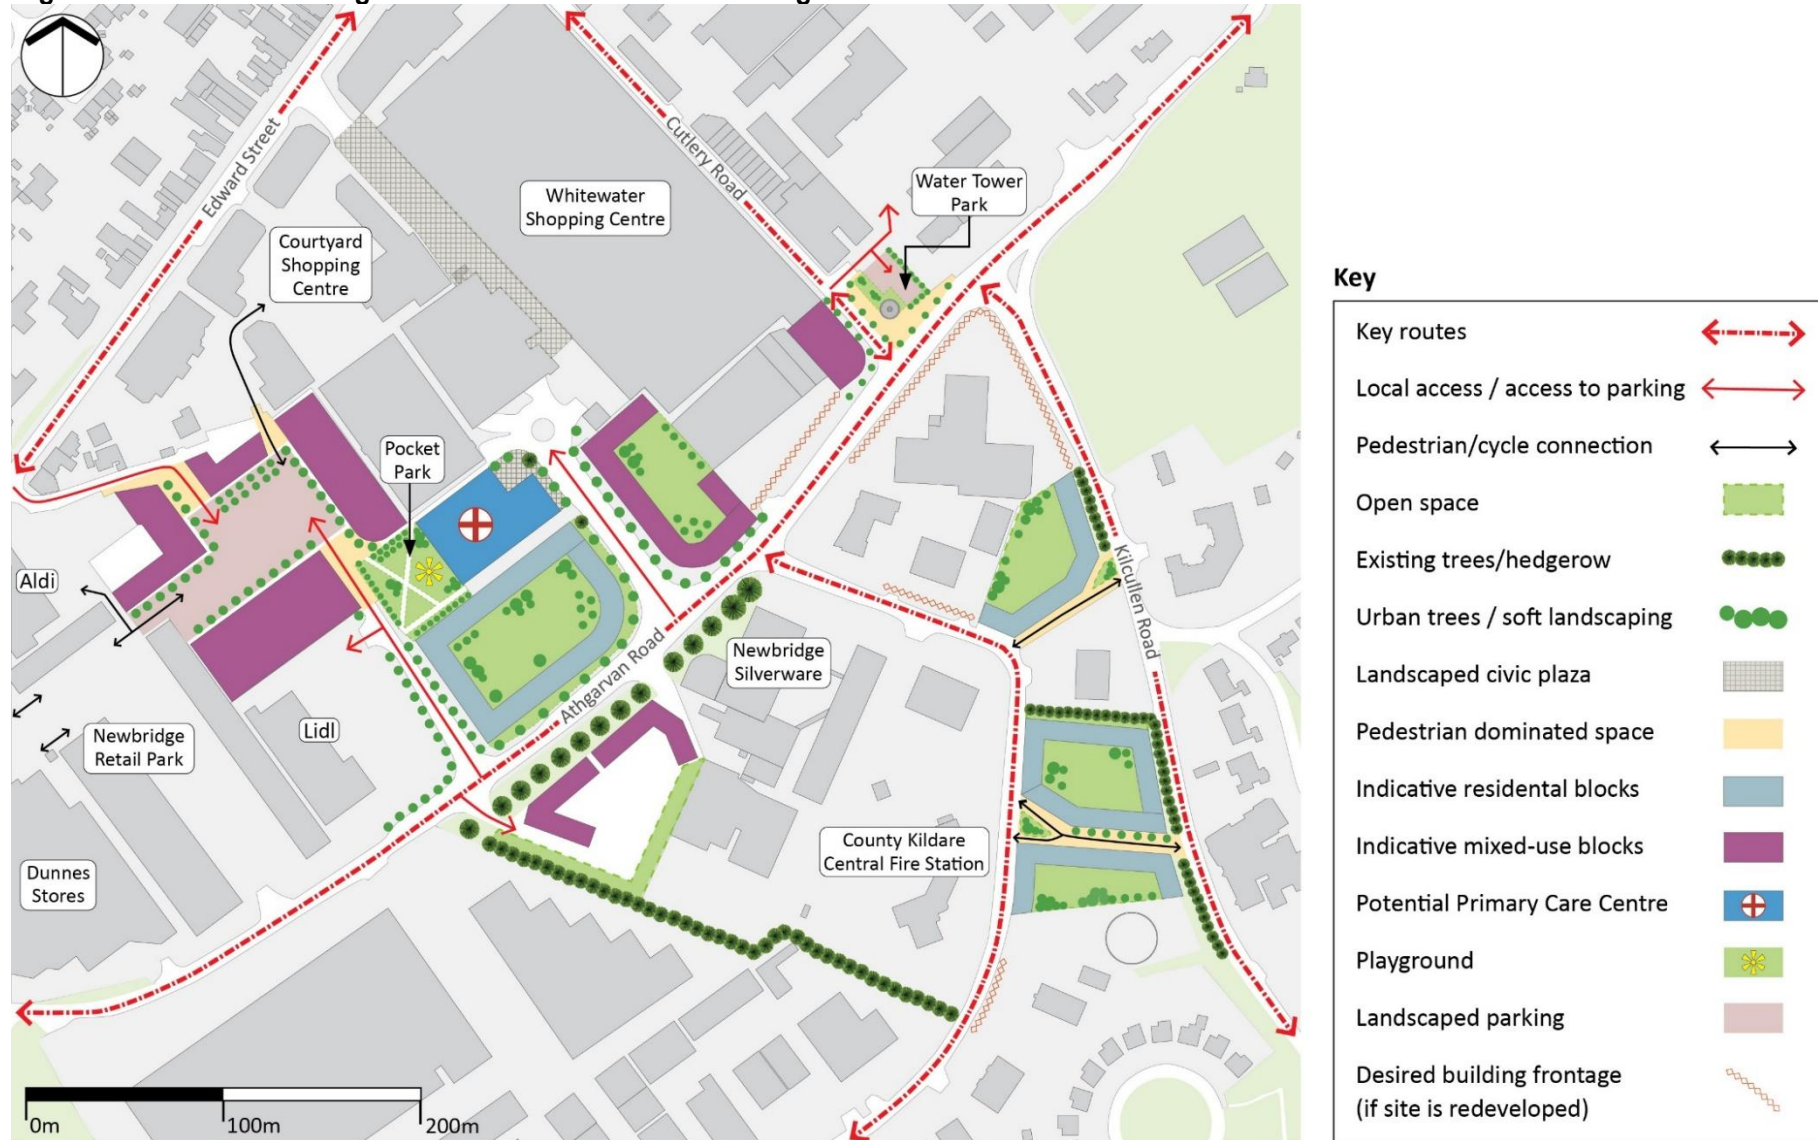 Edward Street
Cutlery Road
Whitewater
Shopping Centre
Water Tower
Park
Courtyard
Shopping
Centre
Pocket
Park
Aldi
Newbridge
Retail Park
Lidl
Dunnes
Stores
Athgarvan Road
Newbridge
Silverware
Kilcullen Road
County Kildare
Central Fire Station
0m
100m
200m
Key
Key routes
Local access / access to parking
Pedestrian/cycle connection
Open space
Existing trees/hedgerow
Urban trees / soft landscaping
Landscaped civic plaza
Pedestrian dominated space
Indicative residental blocks
Indicative mixed-use blocks
Potential Primary Care Centre
Playground
Landscaped parking
Desired building frontage
(if site is redeveloped)